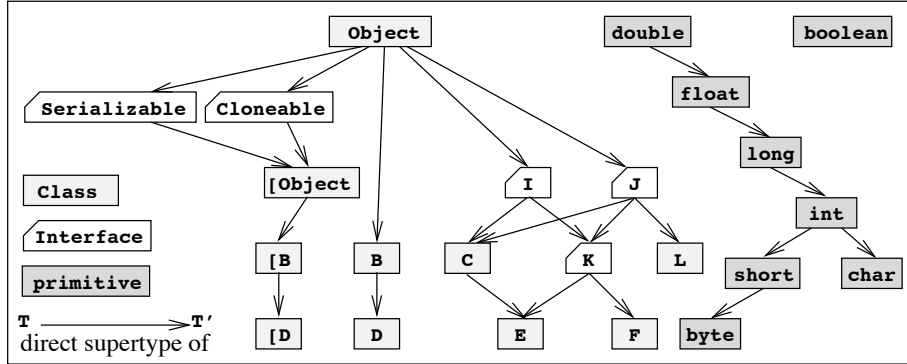 Object
double
boolean
Serializable
Cloneable
float
[Object
I
J
long
Class
int
Interface
[B
B
C
K
L
short
char
primitive
T
T'
direct supertype of
[D
D
E
F
byte